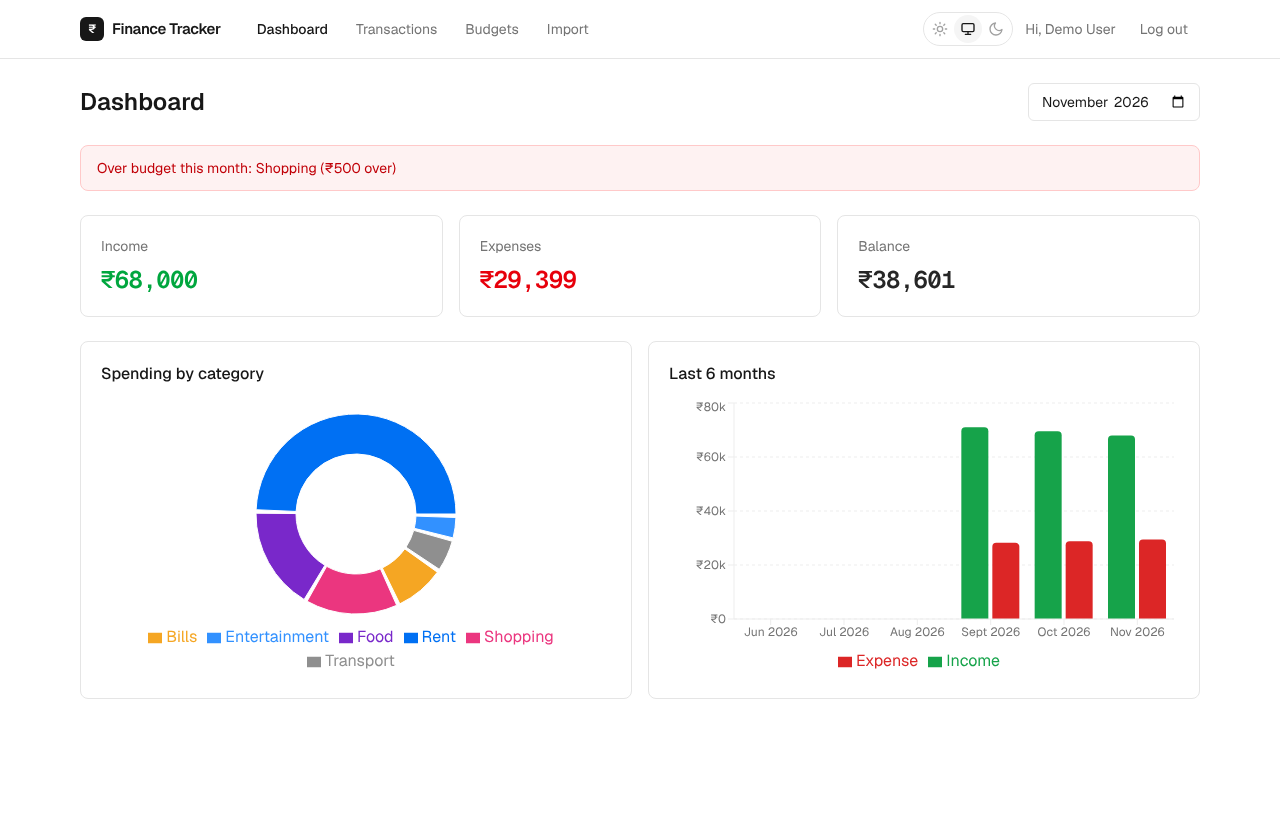 ₹ Finance Tracker Dashboard Transactions Budgets Import Hi, Demo User Log out
Dashboard November 2026
Over budget this month: Shopping (₹500 over)
Income
₹68,000
Expenses
₹29,399
Balance
₹38,601
Spending by category
Bills Entertainment Food Rent Shopping
Transport
Last 6 months
₹80k
₹60k
₹40k
₹20k
₹0
Jun 2026 Jul 2026 Aug 2026 Sept 2026 Oct 2026 Nov 2026
Expense Income